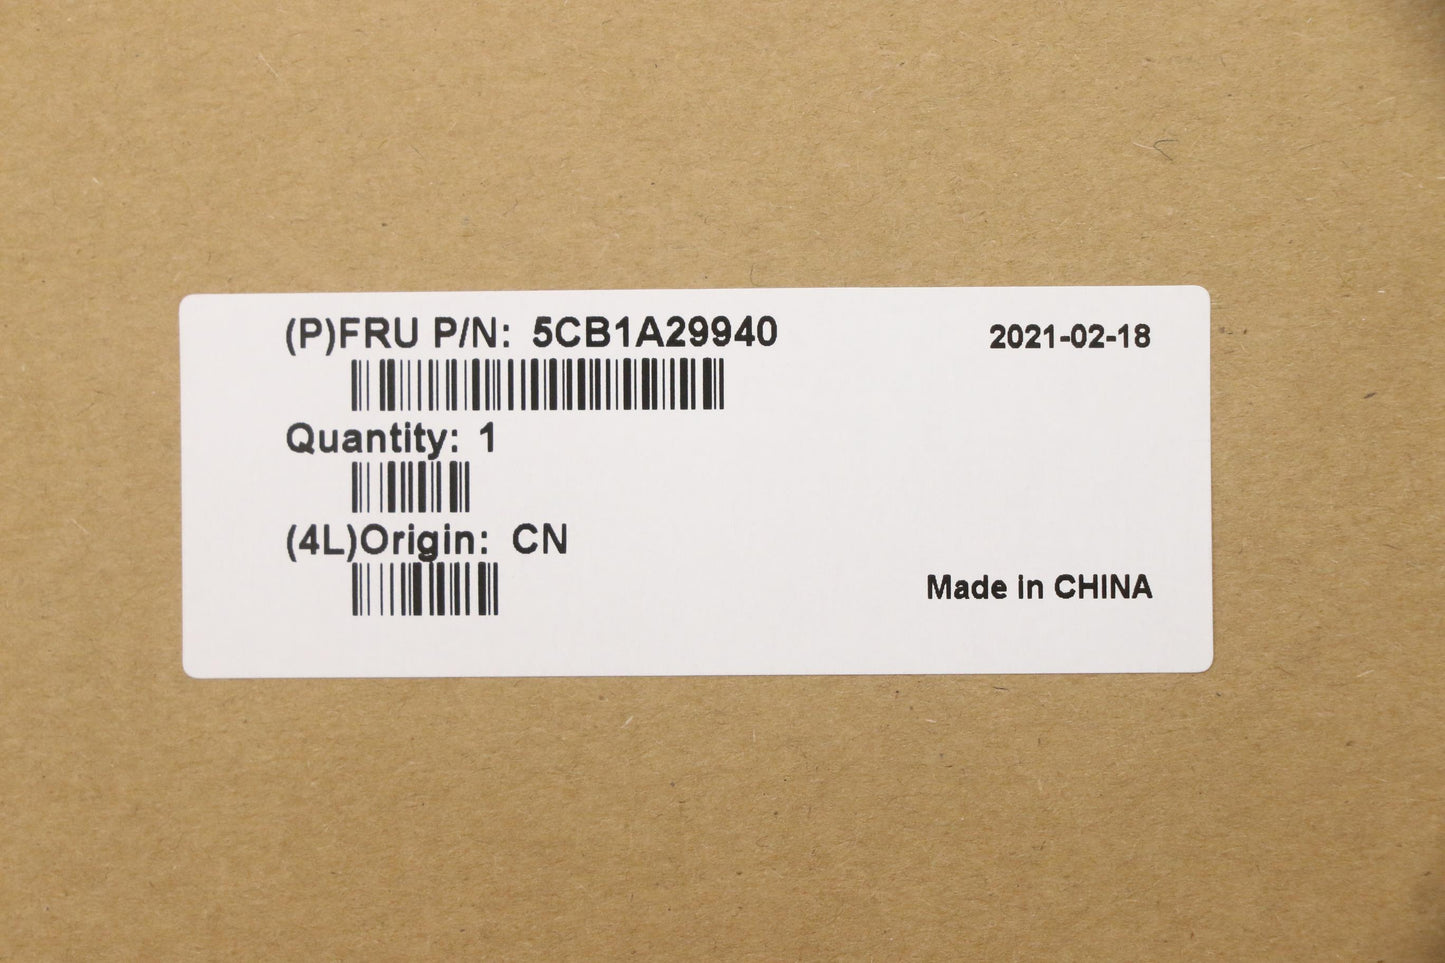 (P)FRU P/N: 5CB1A29940 2021-02-18
Quantity: 1
(4L)Origin: CN
Made in CHINA